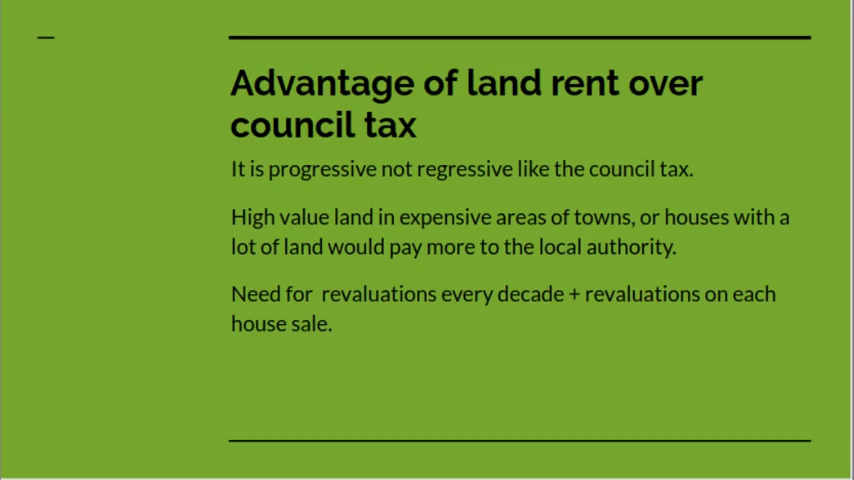 Advantage of land rent over
council tax
It is progressive not regressive like the council tax.
High value land in expensive areas of towns, or houses with a
lot of land would pay more to the local authority.
Need for  revaluations every decade + revaluations on each
house sale.